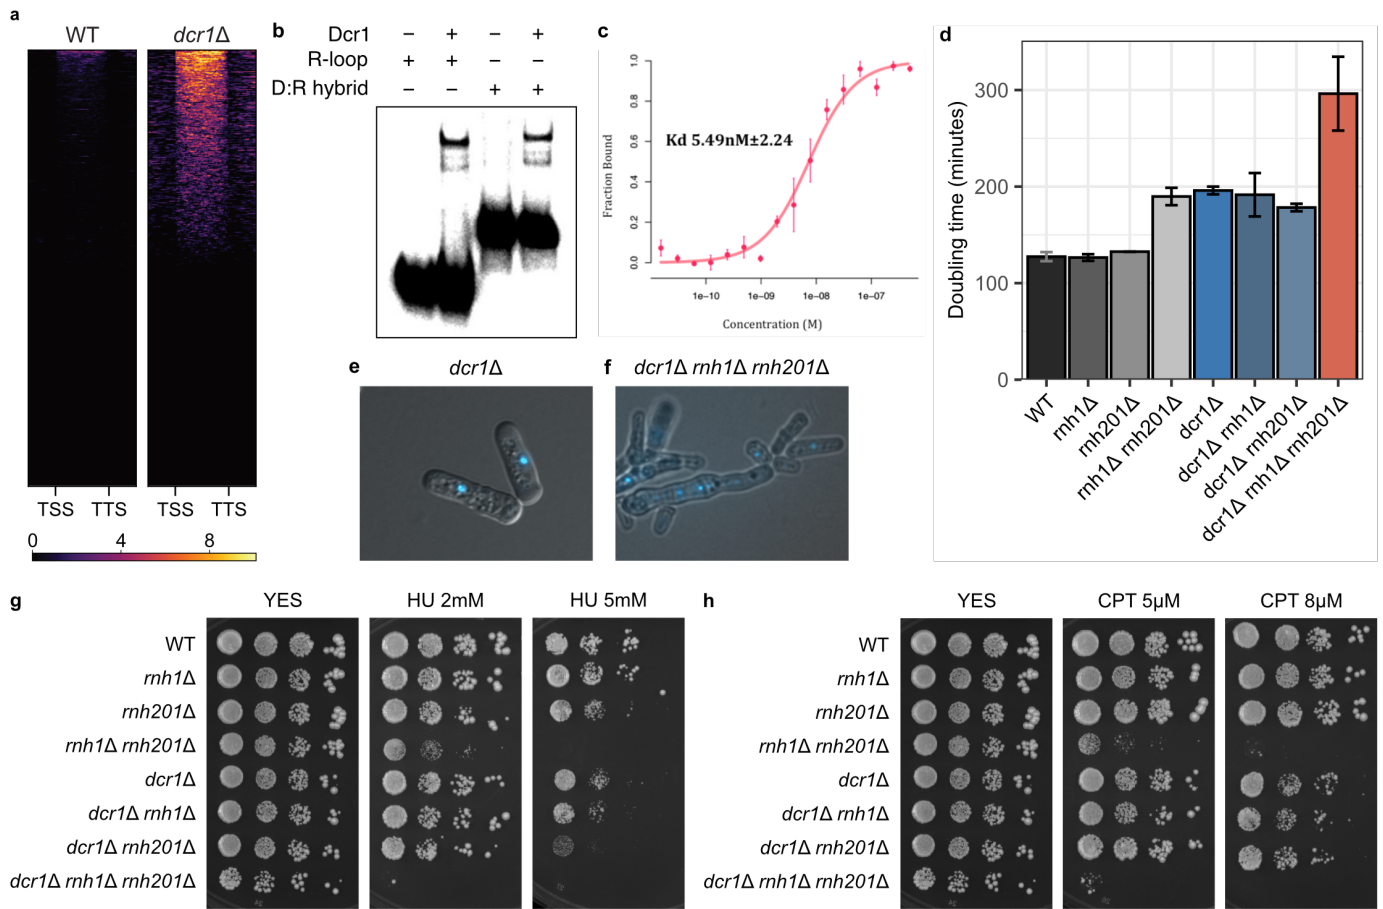 a
WT dcr1Δ
TSS TTS TSS TTS
0 4 8
b
Dcr1 – + – +
R-loop + + – –
D:R hybrid – – + +
c
Fraction Bound
1.0
0.8
0.6
0.4
0.2
0.0
Kd 5.49nM±2.24
1e-10 1e-09 1e-08 1e-07
Concentration (M)
d
Doubling time (minutes)
300
200
100
0
WT
rnh1Δ
rnh201Δ
rnh1Δ rnh201Δ
dcr1Δ
dcr1Δ rnh1Δ
dcr1Δ rnh201Δ
dcr1Δ rnh1Δ rnh201Δ
e dcr1Δ
f dcr1Δ rnh1Δ rnh201Δ
g YES HU 2mM HU 5mM
WT
rnh1Δ
rnh201Δ
rnh1Δ rnh201Δ
dcr1Δ
dcr1Δ rnh1Δ
dcr1Δ rnh201Δ
dcr1Δ rnh1Δ rnh201Δ
h YES CPT 5µM CPT 8µM
WT
rnh1Δ
rnh201Δ
rnh1Δ rnh201Δ
dcr1Δ
dcr1Δ rnh1Δ
dcr1Δ rnh201Δ
dcr1Δ rnh1Δ rnh201Δ